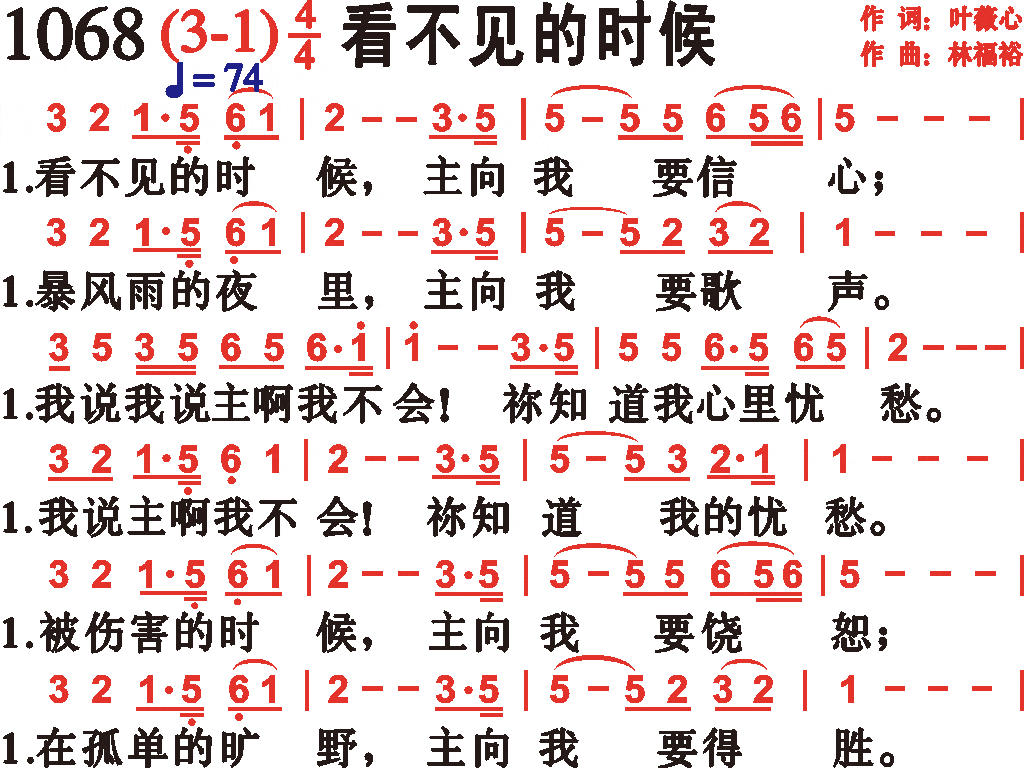 1068 (3-1) 4/4 看不见的时候 作 词：叶薇心
♩=74 作 曲：林福裕
3 2 1·5 6 1 | 2 - - 3·5 | 5 - 5 5 6 5 6 | 5 - - - |
1.看不见的时 候， 主向 我 要信 心；
3 2 1·5 6 1 | 2 - - 3·5 | 5 - 5 2 3 2 | 1 - - - |
1.暴风雨的夜 里， 主向 我 要歌 声。
3 5 3 5 6 5 6·1 | 1 - - 3·5 | 5 5 6·5 6 5 | 2 - - - |
1.我说我说主啊我不 会！ 祢知 道我心里忧 愁。
3 2 1·5 6 1 | 2 - - 3·5 | 5 - 5 3 2·1 | 1 - - - |
1.我说主啊我不 会！ 祢知 道 我的忧 愁。
3 2 1·5 6 1 | 2 - - 3·5 | 5 - 5 5 6 5 6 | 5 - - - |
1.被伤害的时 候， 主向 我 要饶 恕；
3 2 1·5 6 1 | 2 - - 3·5 | 5 - 5 2 3 2 | 1 - - - |
1.在孤单的旷 野， 主向 我 要得 胜。